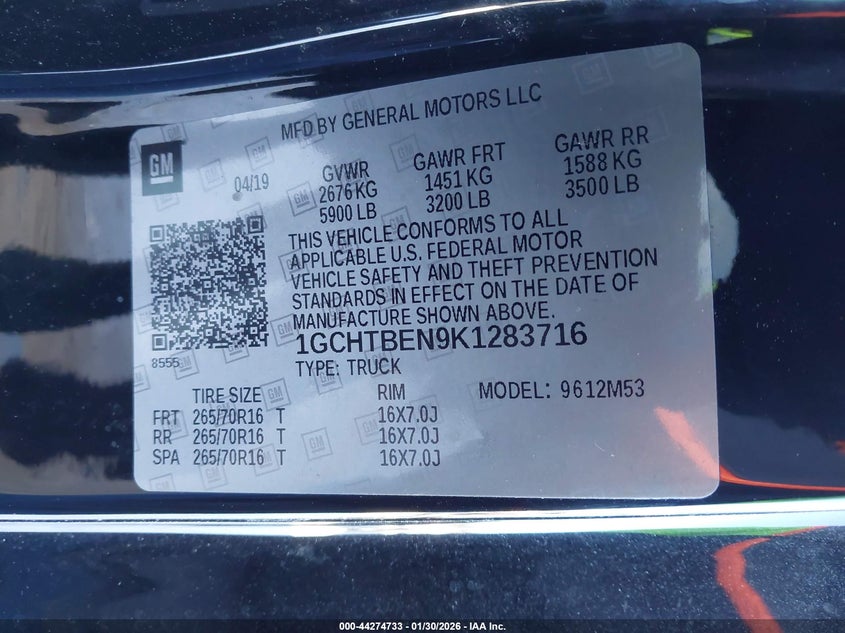 MFD BY GENERAL MOTORS LLC
GM
04/19
GVWR GAWR FRT GAWR RR
2676 KG 1451 KG 1588 KG
5900 LB 3200 LB 3500 LB
THIS VEHICLE CONFORMS TO ALL
APPLICABLE U.S. FEDERAL MOTOR
VEHICLE SAFETY AND THEFT PREVENTION
STANDARDS IN EFFECT ON THE DATE OF
MANUFACTURE SHOWN ABOVE.
8555
1GCHTBEN9K1283716
TYPE: TRUCK
TIRE SIZE RIM MODEL: 9612M53
FRT 265/70R16 T 16X7.0J
RR 265/70R16 T 16X7.0J
SPA 265/70R16 T 16X7.0J
000-44274733 / 01/30/2026 - IAA Inc.